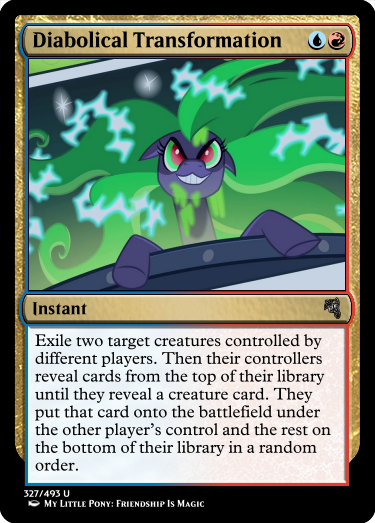 Diabolical Transformation
Instant
Exile two target creatures controlled by
different players. Then their controllers
reveal cards from the top of their library
until they reveal a creature card. They
put that card onto the battlefield under
the other player's control and the rest on
the bottom of their library in a random
order.
327/493 U
My Little Pony: Friendship Is Magic